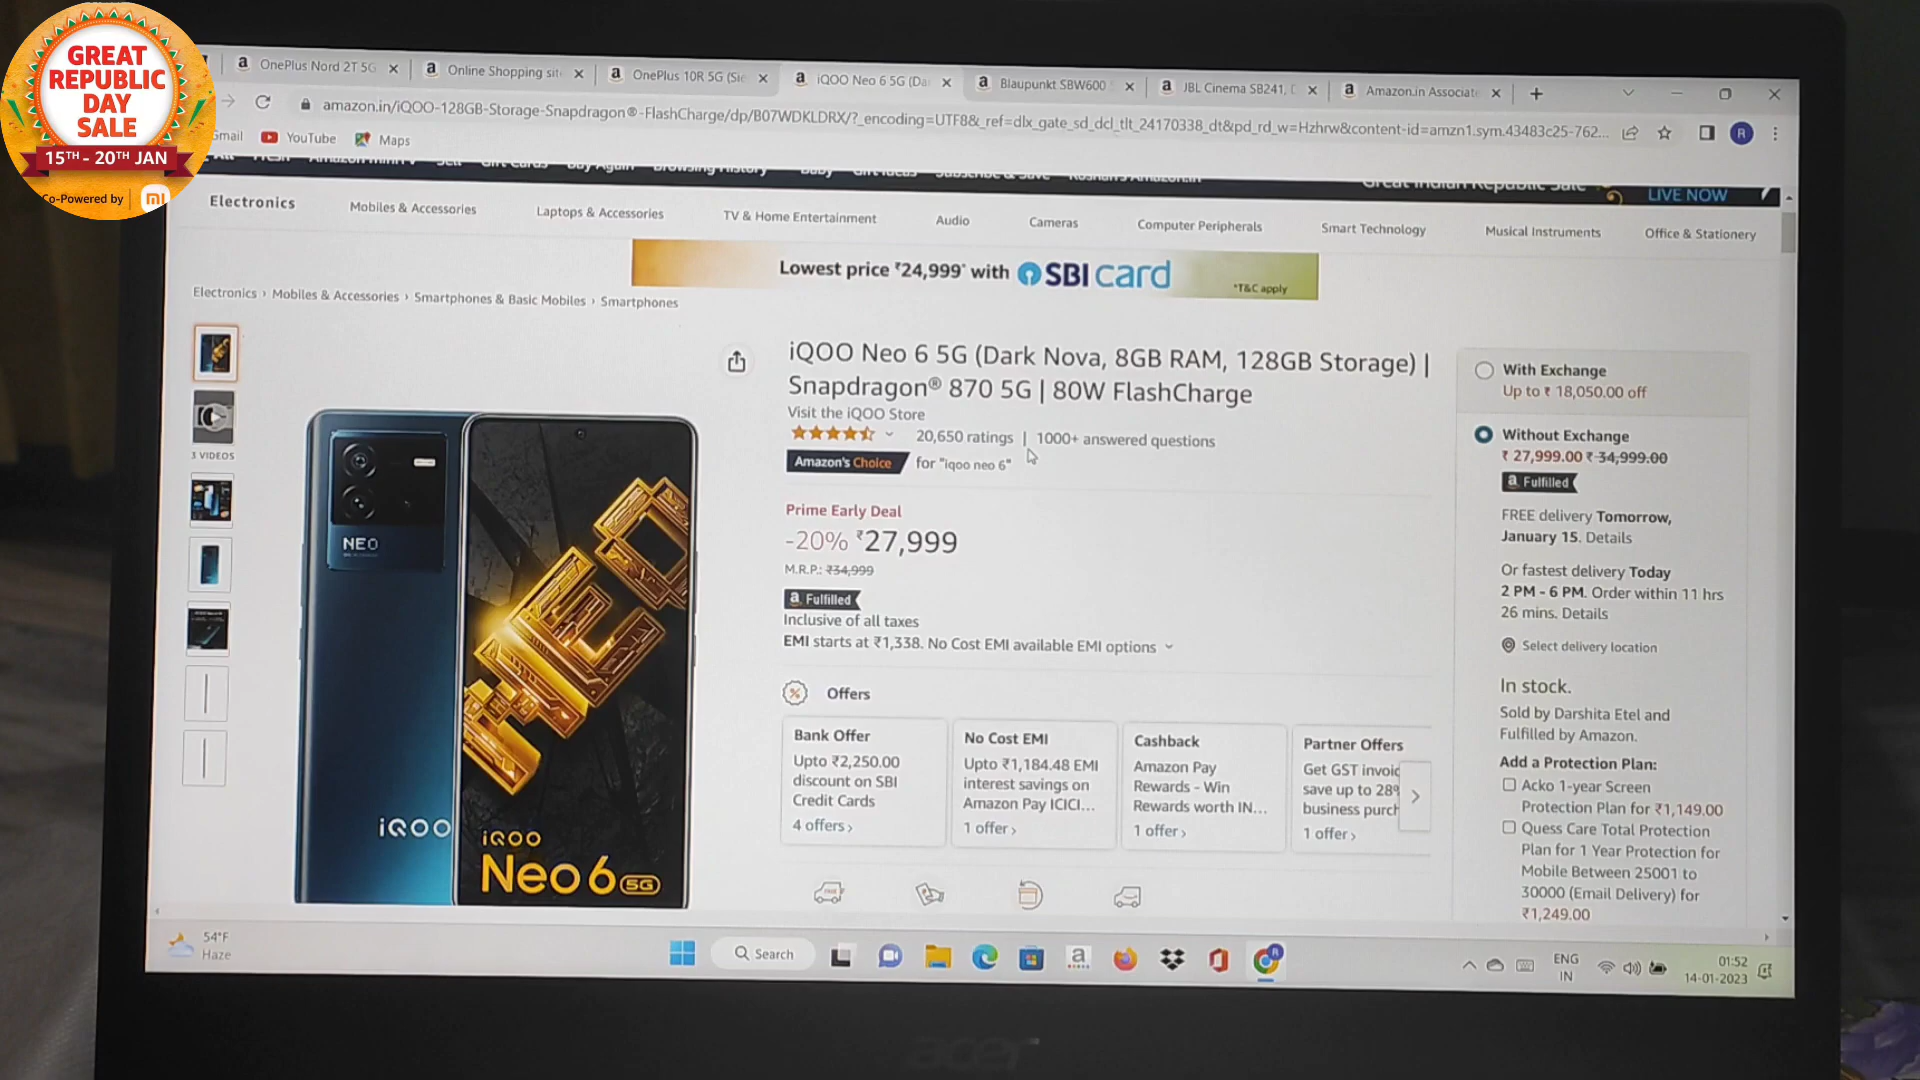 GREAT
REPUBLIC
DAY
SALE
15TH - 20TH JAN
Co-Powered by mi
OnePlus Nord 2T 5G
Online Shopping site
OnePlus 10R 5G (Sie
iQOO Neo 6 5G (Da
Blaupunkt SBW600
JBL Cinema SB241,
Amazon.in Associate
amazon.in/iQOO-128GB-Storage-Snapdragon®-FlashCharge/dp/B07WDKLDRX/?_encoding=UTF8&_ref=dlx_gate_sd_dcl_tlt_24170338_dt&pd_rd_w=Hzhrw&content-id=amzn1.sym.43483c25-762...
R
Gmail
YouTube
Maps
LIVE NOW
Electronics
Mobiles & Accessories
Laptops & Accessories
TV & Home Entertainment
Audio
Cameras
Computer Peripherals
Smart Technology
Musical Instruments
Office & Stationery
Lowest price ₹24,999* with SBI card
*T&C apply
Electronics › Mobiles & Accessories › Smartphones & Basic Mobiles › Smartphones
iQOO Neo 6 5G (Dark Nova, 8GB RAM, 128GB Storage) |
Snapdragon® 870 5G | 80W FlashCharge
Visit the iQOO Store
20,650 ratings | 1000+ answered questions
Amazon's Choice for "iqoo neo 6"
Prime Early Deal
-20% ₹27,999
M.R.P.: ₹34,999
a Fulfilled
Inclusive of all taxes
EMI starts at ₹1,338. No Cost EMI available EMI options
Offers
Bank Offer
Upto ₹2,250.00
discount on SBI
Credit Cards
4 offers ›
No Cost EMI
Upto ₹1,184.48 EMI
interest savings on
Amazon Pay ICICI...
1 offer ›
Cashback
Amazon Pay
Rewards - Win
Rewards worth IN...
1 offer ›
Partner Offers
Get GST invoic
save up to 28%
business purch
1 offer ›
3 VIDEOS
NEO
iQOO
NEO
iQOO
Neo 6 5G
With Exchange
Up to ₹ 18,050.00 off
Without Exchange
₹ 27,999.00 ₹ 34,999.00
a Fulfilled
FREE delivery Tomorrow,
January 15. Details
Or fastest delivery Today
2 PM - 6 PM. Order within 11 hrs
26 mins. Details
Select delivery location
In stock.
Sold by Darshita Etel and
Fulfilled by Amazon.
Add a Protection Plan:
Acko 1-year Screen
Protection Plan for ₹1,149.00
Quess Care Total Protection
Plan for 1 Year Protection for
Mobile Between 25001 to
30000 (Email Delivery) for
₹1,249.00
54°F
Haze
Search
ENG
IN
01:52
14-01-2023
acer